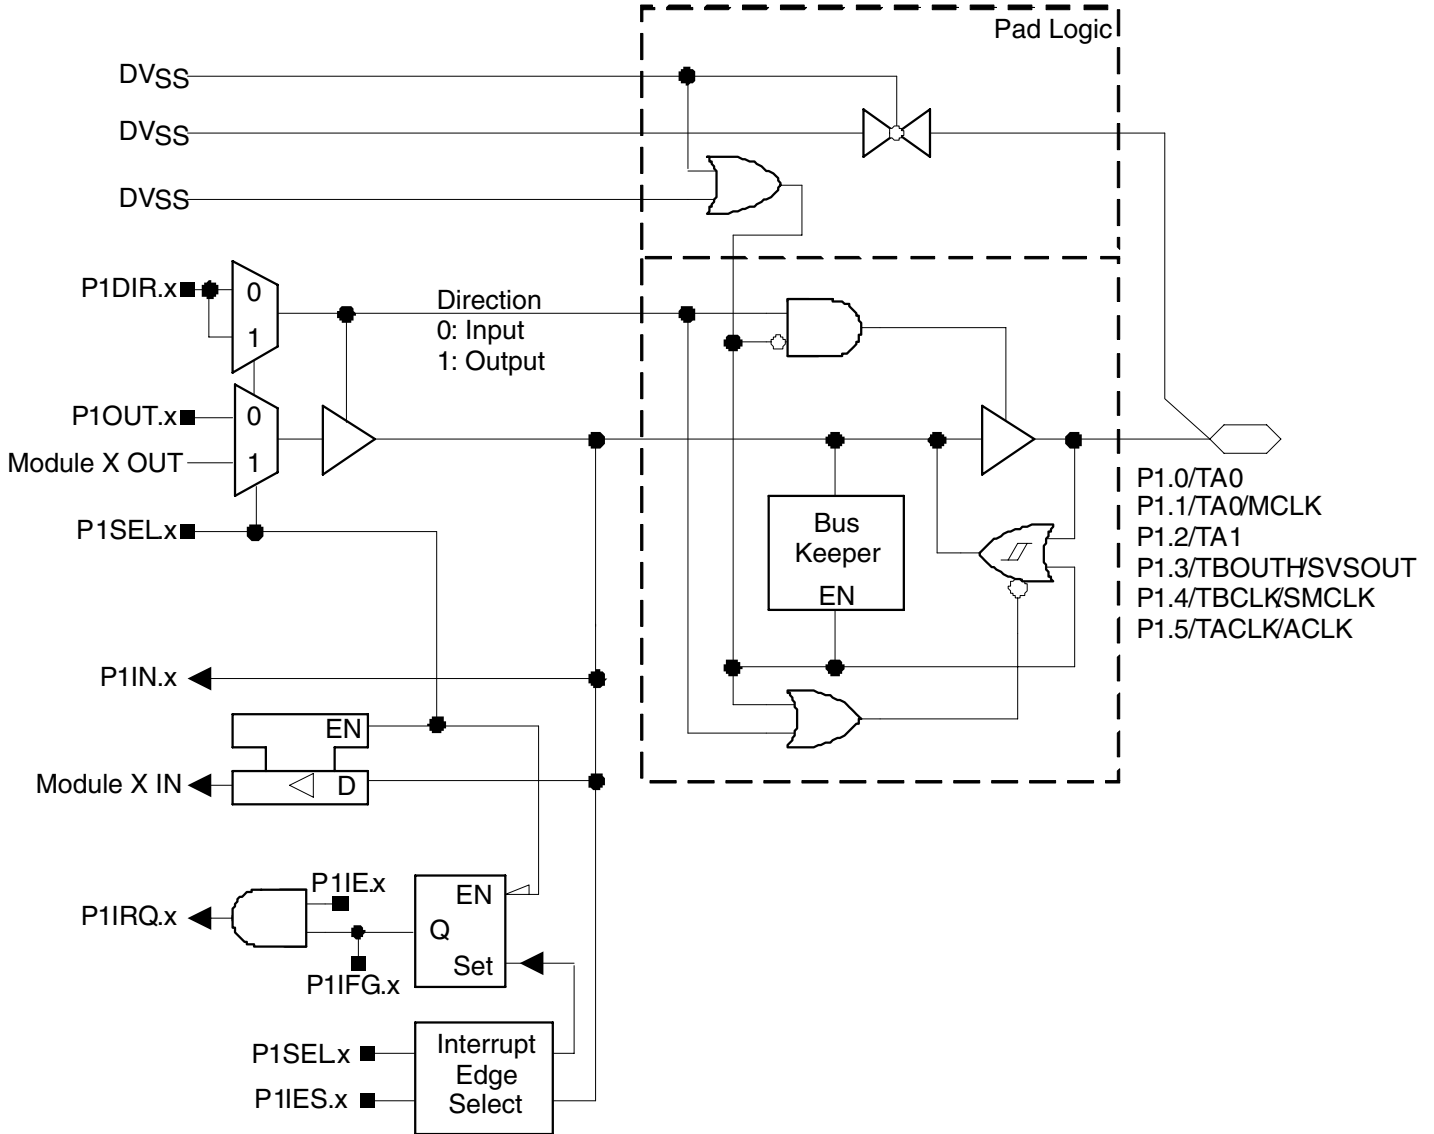 Pad Logic
DVSS
DVSS
DVSS
P1DIR.x
0
1
Direction
0: Input
1: Output
P1OUT.x
0
Module X OUT
1
P1SEL.x
Bus
Keeper
EN
P1.0/TA0
P1.1/TA0/MCLK
P1.2/TA1
P1.3/TBOUTH/SVSOUT
P1.4/TBCLK/SMCLK
P1.5/TACLK/ACLK
P1IN.x
EN
Module X IN
D
P1IE.x
P1IRQ.x
EN
Q
Set
P1IFG.x
P1SEL.x
P1IES.x
Interrupt
Edge
Select